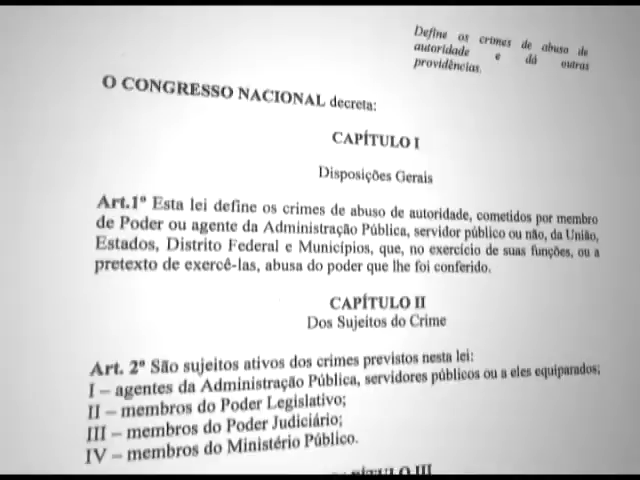 Define os crimes de abuso de
autoridade e dá outras
providências.
O CONGRESSO NACIONAL decreta:
CAPÍTULO I
Disposições Gerais
Art.1º Esta lei define os crimes de abuso de autoridade, cometidos por membro
de Poder ou agente da Administração Pública, servidor público ou não, da União,
Estados, Distrito Federal e Municípios, que, no exercício de suas funções, ou a
pretexto de exercê-las, abusa do poder que lhe foi conferido.
CAPÍTULO II
Dos Sujeitos do Crime
Art. 2º São sujeitos ativos dos crimes previstos nesta lei:
I – agentes da Administração Pública, servidores públicos ou a eles equiparados;
II – membros do Poder Legislativo;
III – membros do Poder Judiciário;
IV – membros do Ministério Público.
CAPÍTULO III